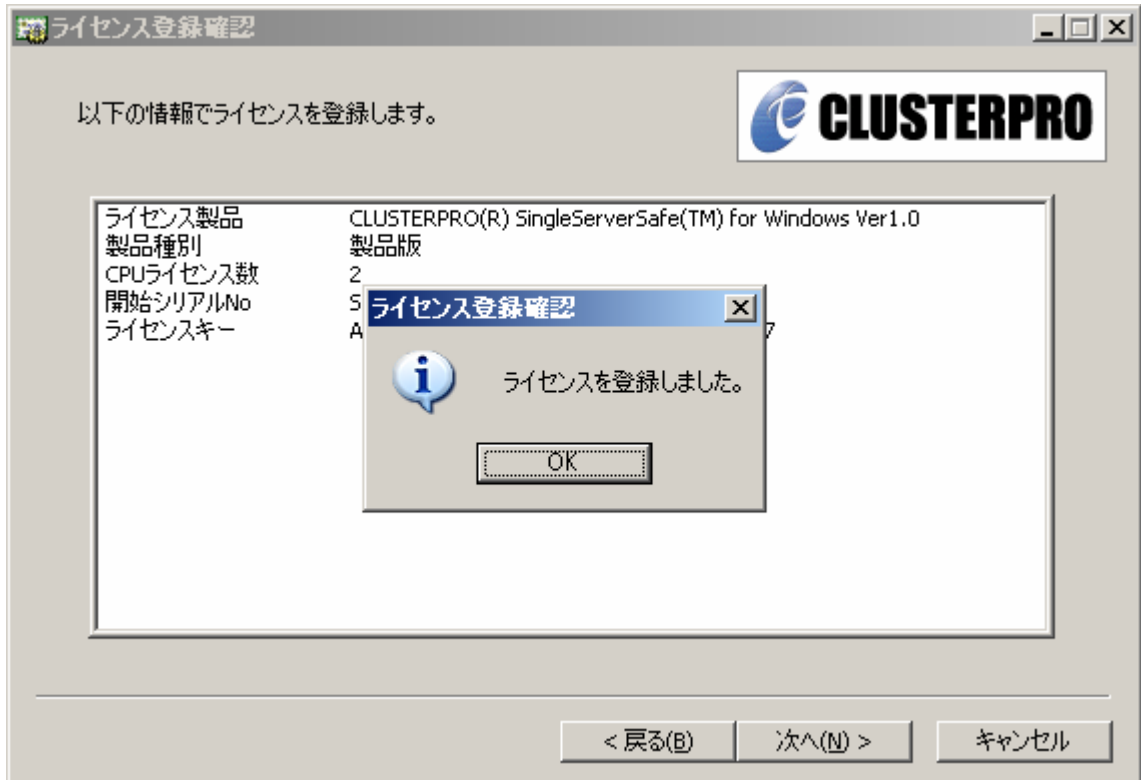 ライセンス登録確認
以下の情報でライセンスを登録します。
CLUSTERPRO
ライセンス製品 CLUSTERPRO(R) SingleServerSafe(TM) for Windows Ver1.0
製品種別 製品版
CPUライセンス数 2
開始シリアルNo S
ライセンスキー A 7
ライセンス登録確認
ライセンスを登録しました。
OK
< 戻る(B)
次へ(N) >
キャンセル